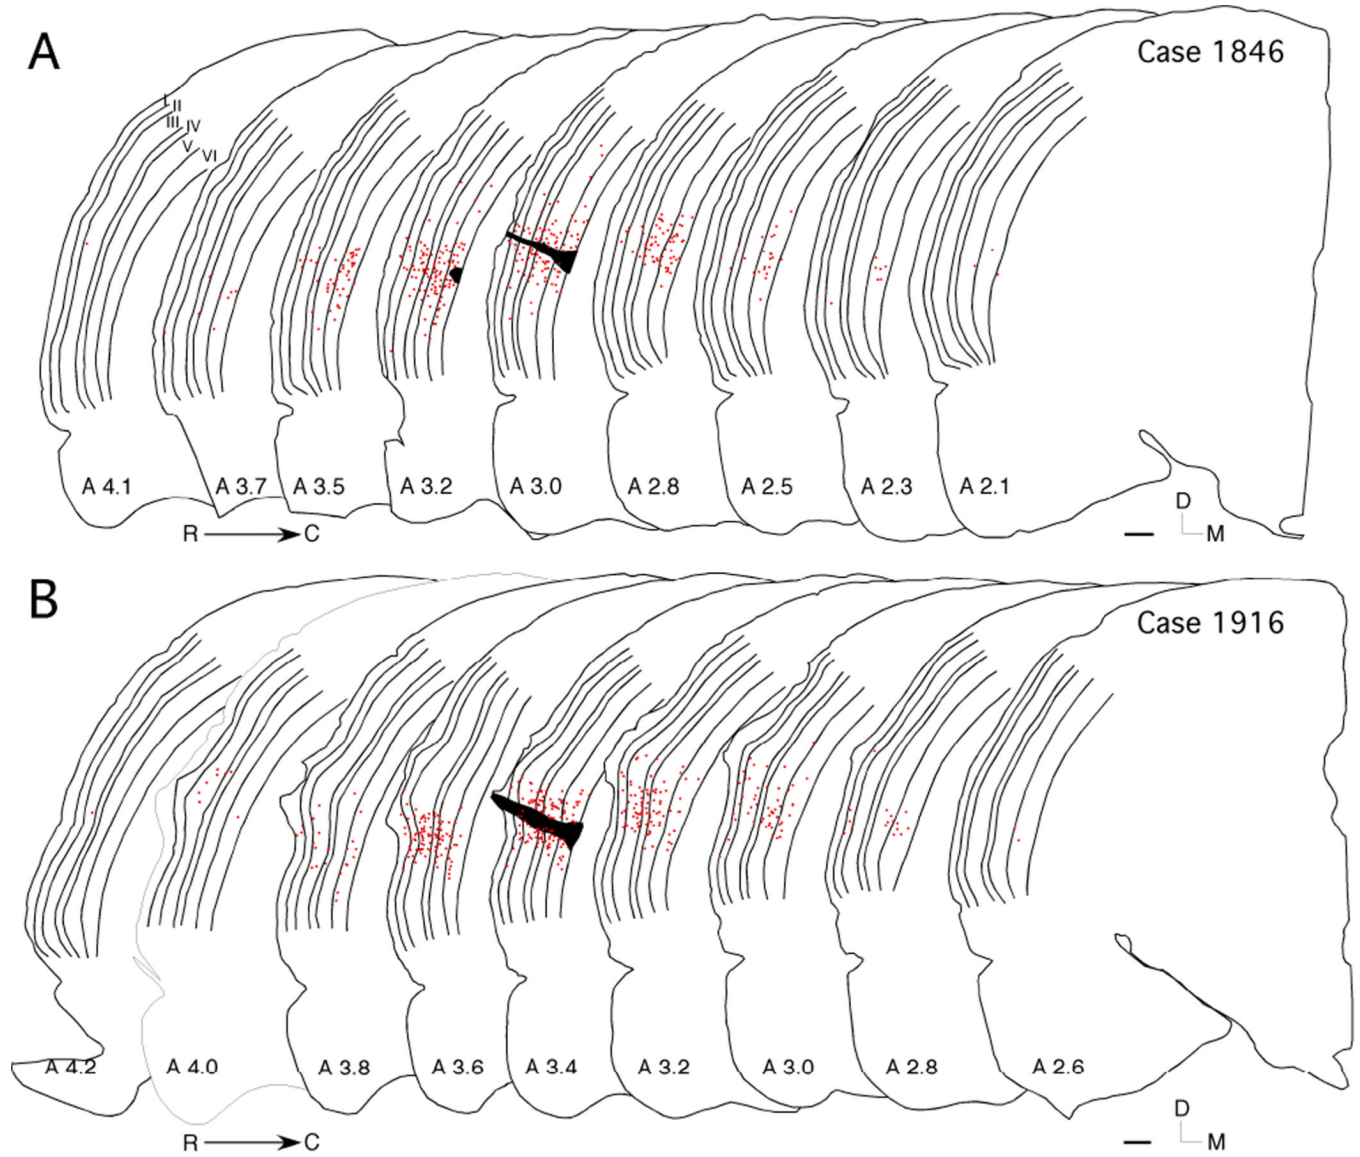 A
Case 1846
I
II
III
IV
V
VI
A 4.1
A 3.7
A 3.5
A 3.2
A 3.0
A 2.8
A 2.5
A 2.3
A 2.1
D
M
R
C
B
Case 1916
A 4.2
A 4.0
A 3.8
A 3.6
A 3.4
A 3.2
A 3.0
A 2.8
A 2.6
D
M
R
C